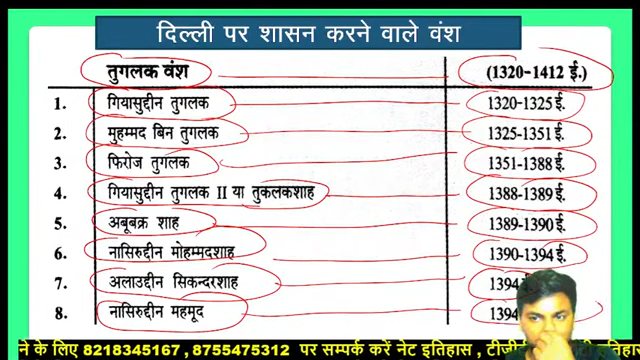 दिल्ली पर शासन करने वाले वंश
तुगलक वंश (1320-1412 ई.)
1. गियासुद्दीन तुगलक 1320-1325 ई.
2. मुहम्मद बिन तुगलक 1325-1351 ई.
3. फिरोज तुगलक 1351-1388 ई.
4. गियासुद्दीन तुगलक II या तुकलकशाह 1388-1389 ई.
5. अबूबक्र शाह 1389-1390 ई.
6. नासिरुद्दीन मोहम्मदशाह 1390-1394 ई.
7. अलाउद्दीन सिकन्दरशाह 1394
8. नासिरुद्दीन महमूद 1394
ने के लिए 8218345167 , 8755475312 पर सम्पर्क करें नेट इतिहास , टीजीटी